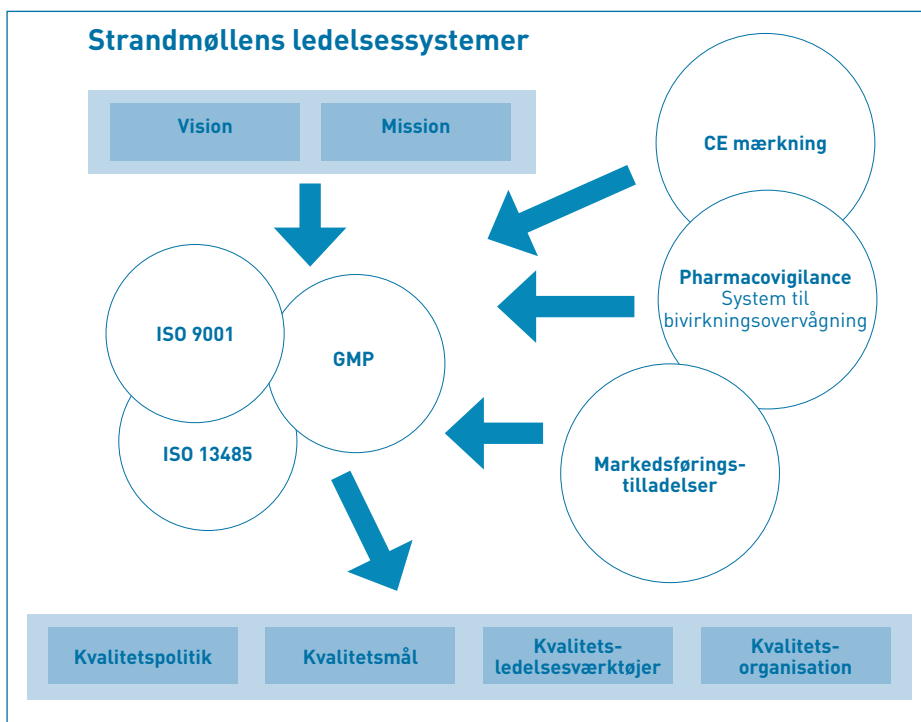 Strandmøllens ledelsessystemer
Vision
Mission
CE mærkning
Pharmacovigilance
System til
bivirkningsovervågning
ISO 9001
GMP
ISO 13485
Markedsførings-
tilladelser
Kvalitetspolitik
Kvalitetsmål
Kvalitets-
ledelsesværktøjer
Kvalitets-
organisation